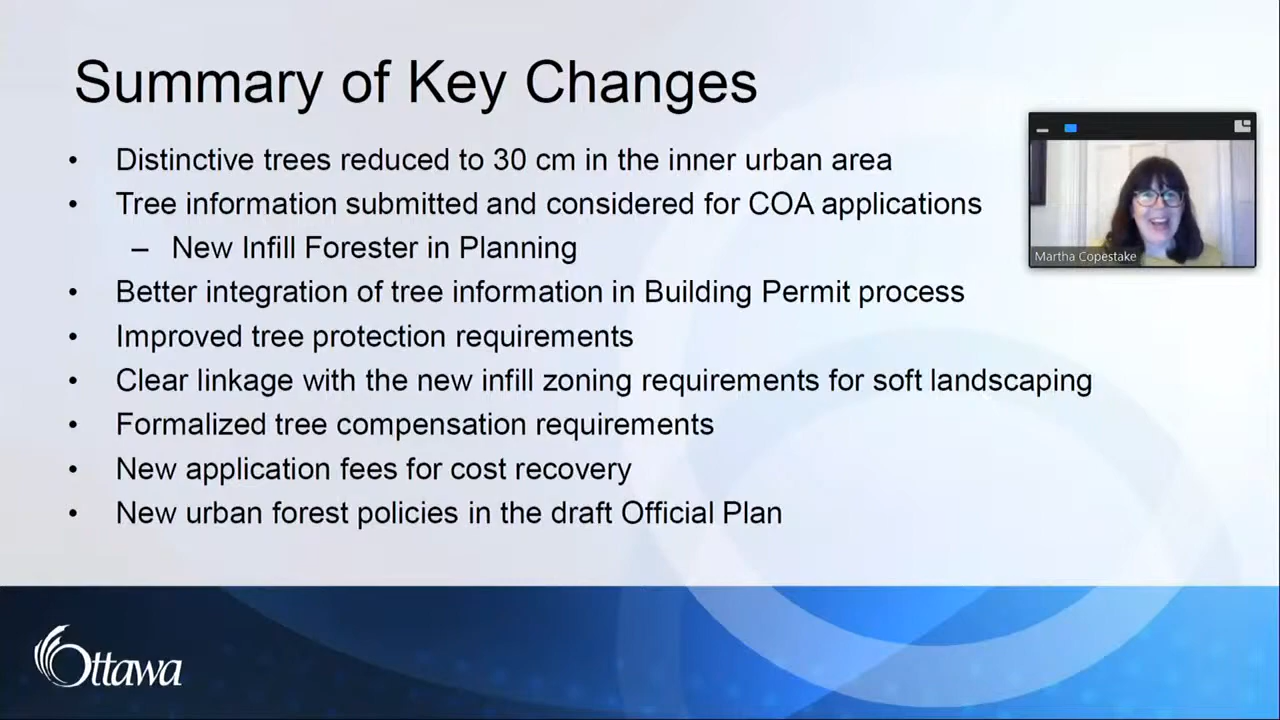 Summary of Key Changes
• Distinctive trees reduced to 30 cm in the inner urban area
• Tree information submitted and considered for COA applications
– New Infill Forester in Planning
• Better integration of tree information in Building Permit process
• Improved tree protection requirements
• Clear linkage with the new infill zoning requirements for soft landscaping
• Formalized tree compensation requirements
• New application fees for cost recovery
• New urban forest policies in the draft Official Plan
Martha Copestake
Ottawa